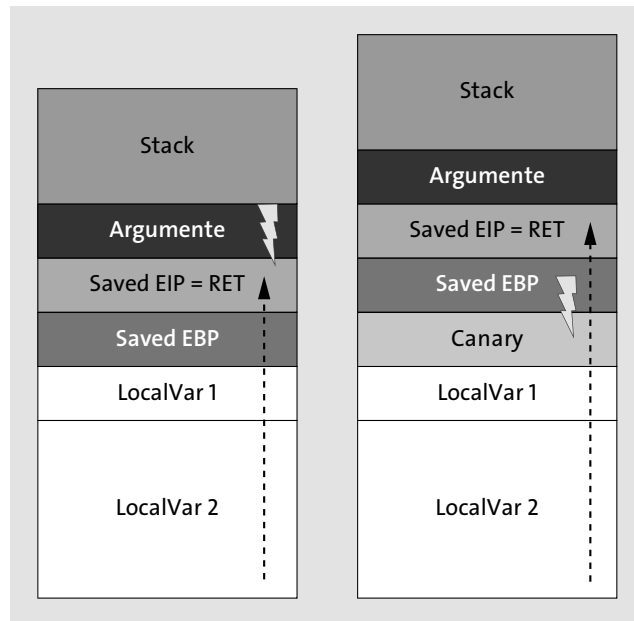 Stack
Argumente
Saved EIP = RET
Saved EBP
LocalVar 1
LocalVar 2
Stack
Argumente
Saved EIP = RET
Saved EBP
Canary
LocalVar 1
LocalVar 2